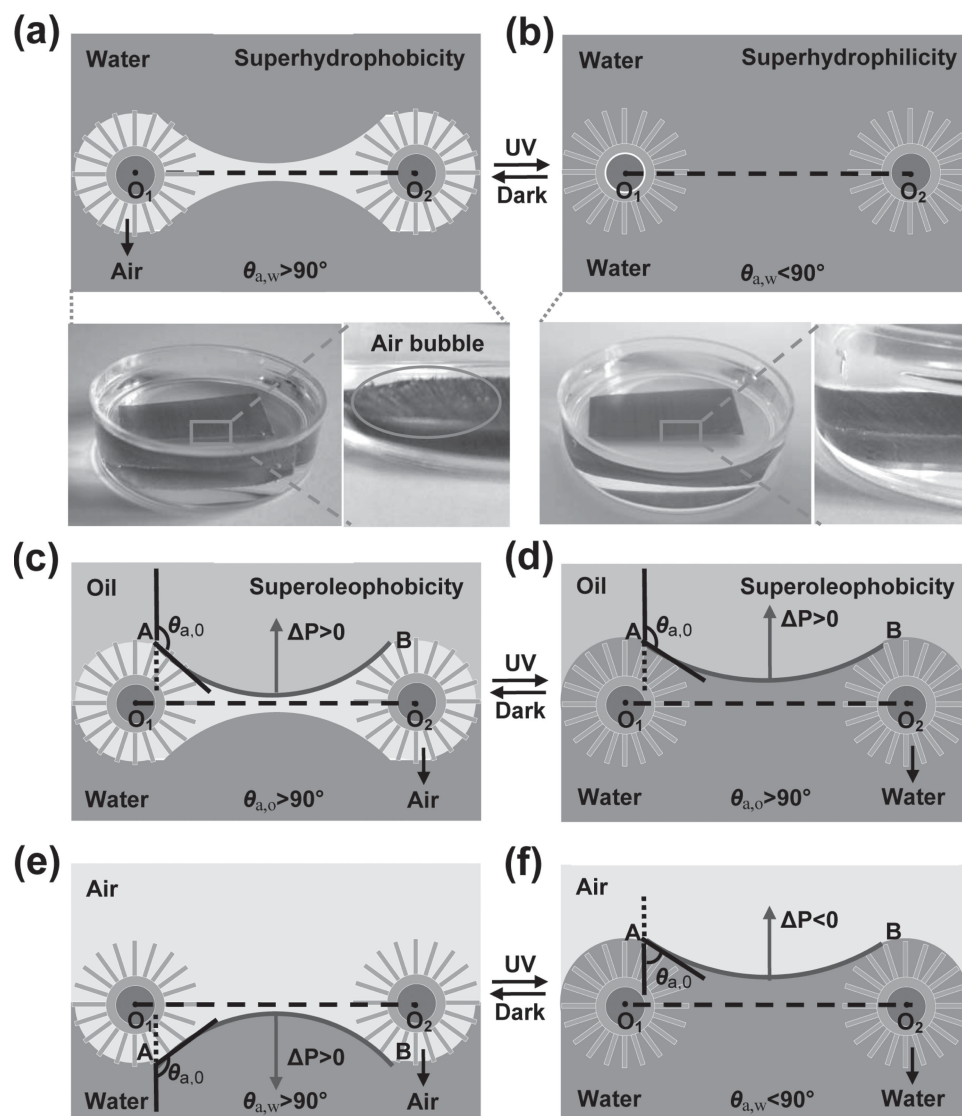 (a)
Water
Superhydrophobicity
O₁
O₂
Air
θa,w>90°
UV
Dark
(b)
Water
Superhydrophilicity
O₁
O₂
Water
θa,w<90°
Air bubble
(c)
Oil
Superoleophobicity
A
θa,0
ΔP>0
B
O₁
O₂
Water
θa,o>90°
Air
UV
Dark
(d)
Oil
Superoleophobicity
A
θa,0
ΔP>0
B
O₁
O₂
Water
θa,o>90°
Water
(e)
Air
O₁
O₂
A
θa,0
ΔP>0
B
Water
θa,w>90°
Air
UV
Dark
(f)
Air
A
θa,0
ΔP<0
B
O₁
O₂
Water
θa,w<90°
Water